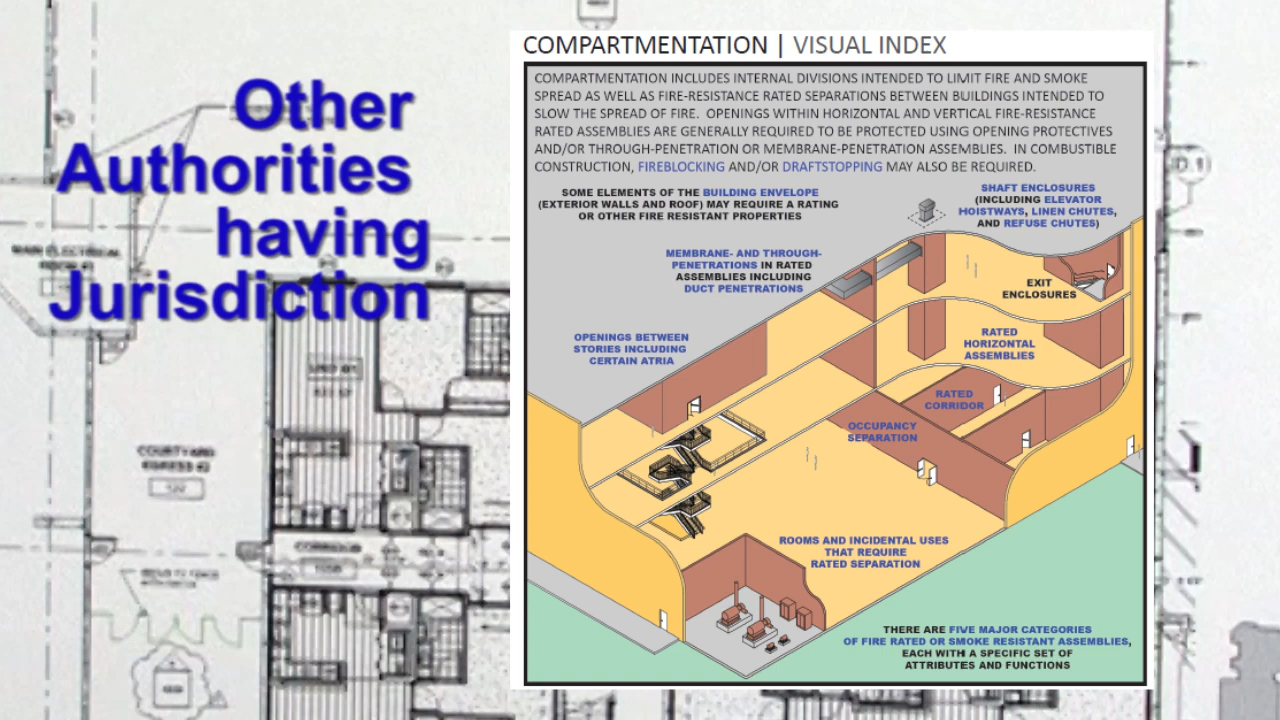 Other
Authorities
having
Jurisdiction
COMPARTMENTATION | VISUAL INDEX
COMPARTMENTATION INCLUDES INTERNAL DIVISIONS INTENDED TO LIMIT FIRE AND SMOKE
SPREAD AS WELL AS FIRE-RESISTANCE RATED SEPARATIONS BETWEEN BUILDINGS INTENDED TO
SLOW THE SPREAD OF FIRE. OPENINGS WITHIN HORIZONTAL AND VERTICAL FIRE-RESISTANCE
RATED ASSEMBLIES ARE GENERALLY REQUIRED TO BE PROTECTED USING OPENING PROTECTIVES
AND/OR THROUGH-PENETRATION OR MEMBRANE-PENETRATION ASSEMBLIES. IN COMBUSTIBLE
CONSTRUCTION, FIREBLOCKING AND/OR DRAFTSTOPPING MAY ALSO BE REQUIRED.
SOME ELEMENTS OF THE BUILDING ENVELOPE
(EXTERIOR WALLS AND ROOF) MAY REQUIRE A RATING
OR OTHER FIRE RESISTANT PROPERTIES
SHAFT ENCLOSURES
(INCLUDING ELEVATOR
HOISTWAYS, LINEN CHUTES,
AND REFUSE CHUTES)
MEMBRANE- AND THROUGH-
PENETRATIONS IN RATED
ASSEMBLIES INCLUDING
DUCT PENETRATIONS
EXIT
ENCLOSURES
OPENINGS BETWEEN
STORIES INCLUDING
CERTAIN ATRIA
RATED
HORIZONTAL
ASSEMBLIES
RATED
CORRIDOR
OCCUPANCY
SEPARATION
ROOMS AND INCIDENTAL USES
THAT REQUIRE
RATED SEPARATION
THERE ARE FIVE MAJOR CATEGORIES
OF FIRE RATED OR SMOKE RESISTANT ASSEMBLIES,
EACH WITH A SPECIFIC SET OF
ATTRIBUTES AND FUNCTIONS
MAIN ELECTRICAL
COURTYARD
EGRESS #2
CORRIDOR